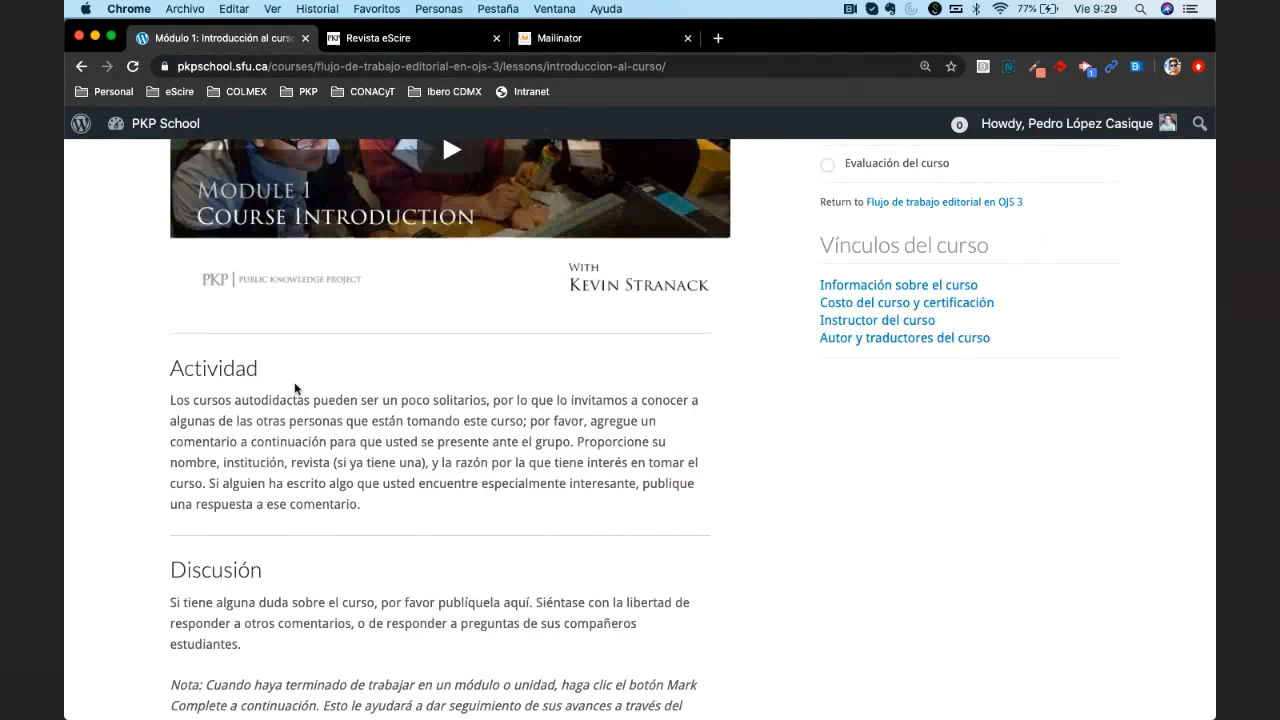 Chrome Archivo Editar Ver Historial Favoritos Personas Pestaña Ventana Ayuda 77% Vie 9:29
Módulo 1: Introducción al curso Revista eScire Mailinator
pkpschool.sfu.ca/courses/flujo-de-trabajo-editorial-en-ojs-3/lessons/introduccion-al-curso/
Personal eScire COLMEX PKP CONACyT Ibero CDMX Intranet
PKP School 0 Howdy, Pedro López Casique
MODULE 1
COURSE INTRODUCTION
PKP PUBLIC KNOWLEDGE PROJECT
WITH
KEVIN STRANACK
Actividad
Los cursos autodidactas pueden ser un poco solitarios, por lo que lo invitamos a conocer a
algunas de las otras personas que están tomando este curso; por favor, agregue un
comentario a continuación para que usted se presente ante el grupo. Proporcione su
nombre, institución, revista (si ya tiene una), y la razón por la que tiene interés en tomar el
curso. Si alguien ha escrito algo que usted encuentre especialmente interesante, publique
una respuesta a ese comentario.
Discusión
Si tiene alguna duda sobre el curso, por favor publíquela aquí. Siéntase con la libertad de
responder a otros comentarios, o de responder a preguntas de sus compañeros
estudiantes.
Nota: Cuando haya terminado de trabajar en un módulo o unidad, haga clic el botón Mark
Complete a continuación. Esto le ayudará a dar seguimiento de sus avances a través del
Evaluación del curso
Return to Flujo de trabajo editorial en OJS 3
Vínculos del curso
Información sobre el curso
Costo del curso y certificación
Instructor del curso
Autor y traductores del curso